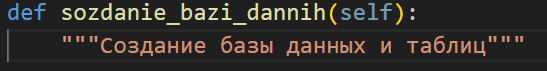 def sozdanie_bazi_dannih(self):
    """Создание базы данных и таблиц"""